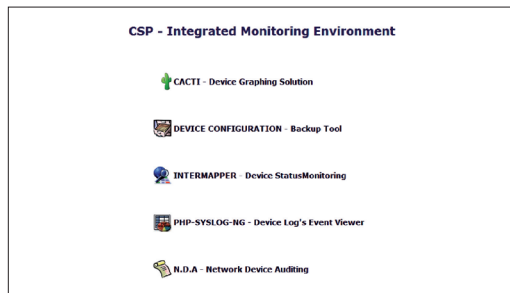 CSP - Integrated Monitoring Environment
CACTI - Device Graphing Solution
DEVICE CONFIGURATION - Backup Tool
INTERMAPPER - Device StatusMonitoring
PHP-SYSLOG-NG - Device Log's Event Viewer
N.D.A - Network Device Auditing